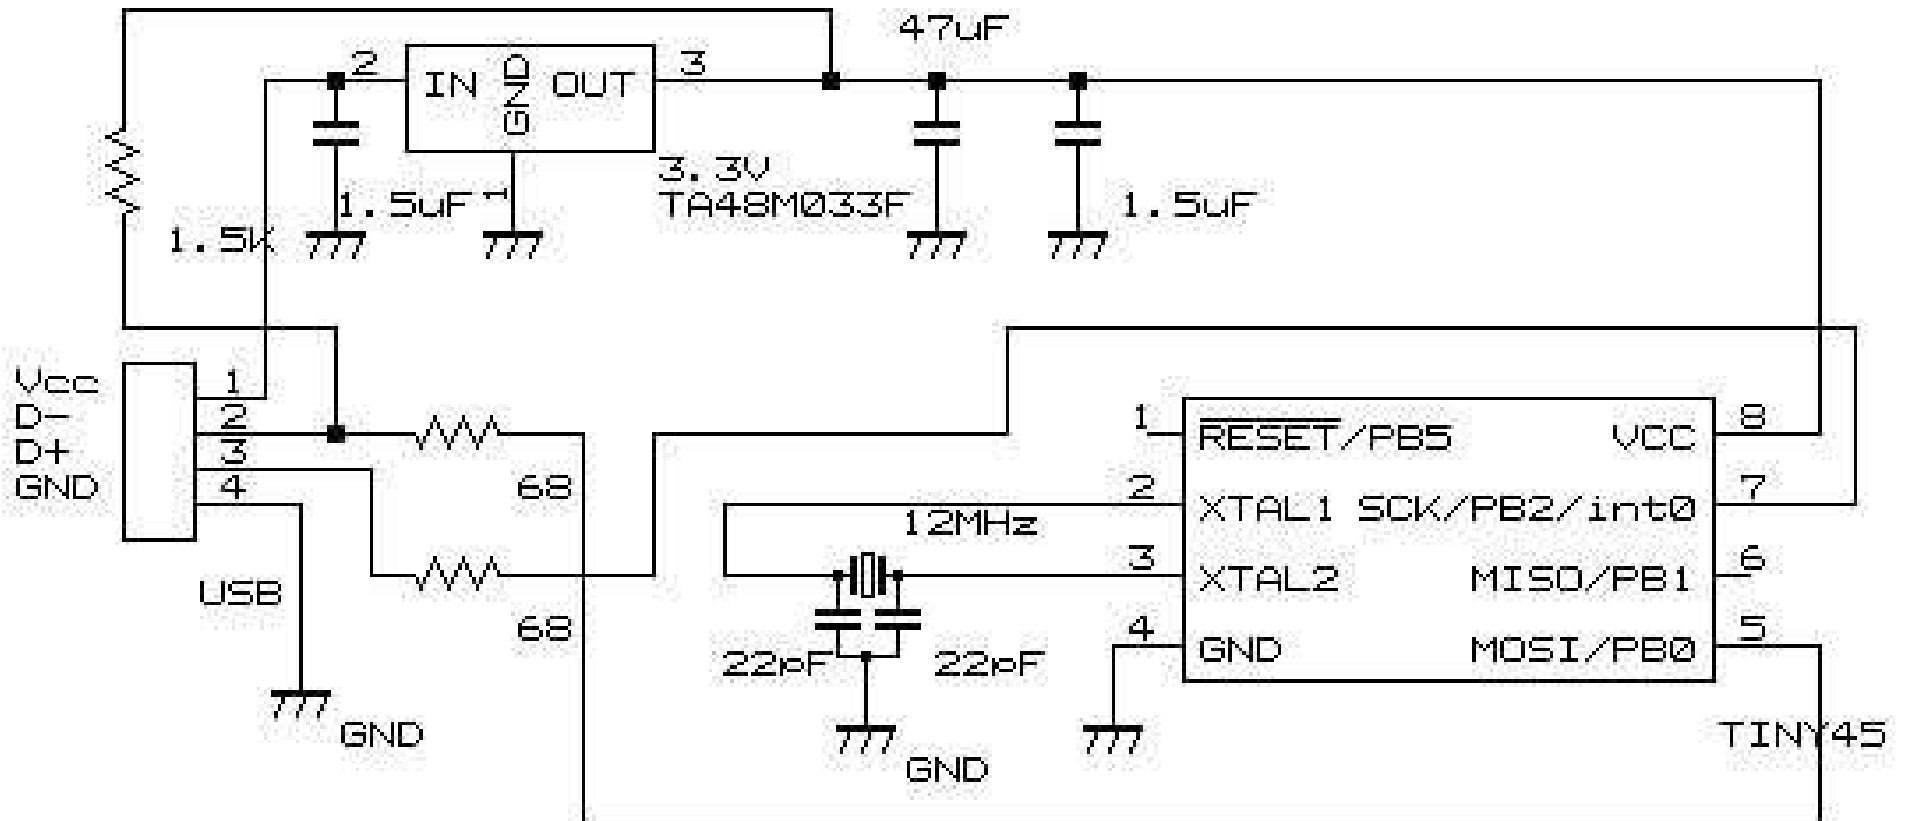 47uF
2 IN GND OUT 3
3.3V
1.5uF 1 TA48M033F 1.5uF
1.5K
Vcc 1
D- 2
D+ 3
GND 4
68
USB
68
GND
12MHz
22pF 22pF
GND
1 RESET/PB5 VCC 8
2 XTAL1 SCK/PB2/int0 7
3 XTAL2 MISO/PB1 6
4 GND MOSI/PB0 5
TINY45